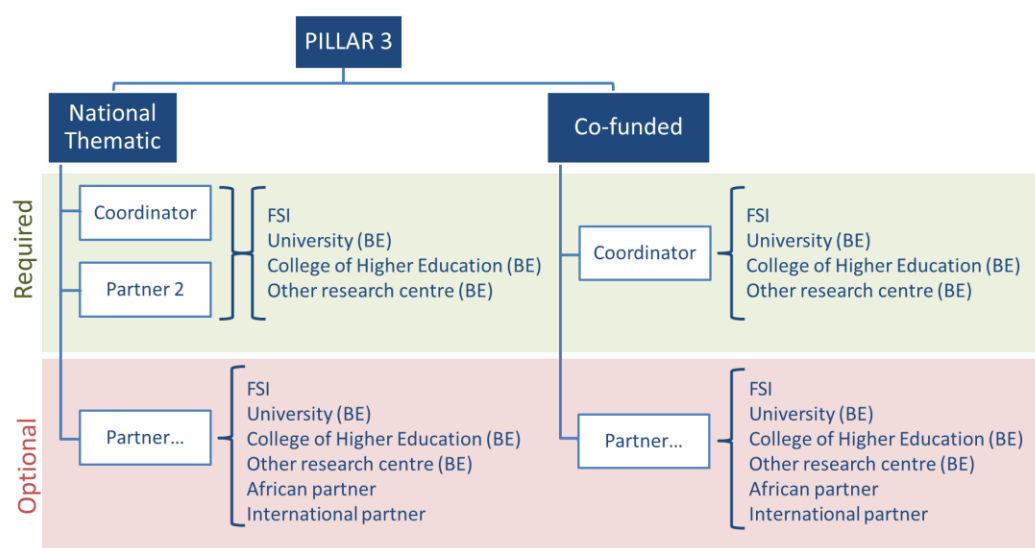 PILLAR 3
National
Thematic
Co-funded
Required
Coordinator
Partner 2
FSI
University (BE)
College of Higher Education (BE)
Other research centre (BE)
Coordinator
FSI
University (BE)
College of Higher Education (BE)
Other research centre (BE)
Optional
Partner...
FSI
University (BE)
College of Higher Education (BE)
Other research centre (BE)
African partner
International partner
Partner...
FSI
University (BE)
College of Higher Education (BE)
Other research centre (BE)
African partner
International partner